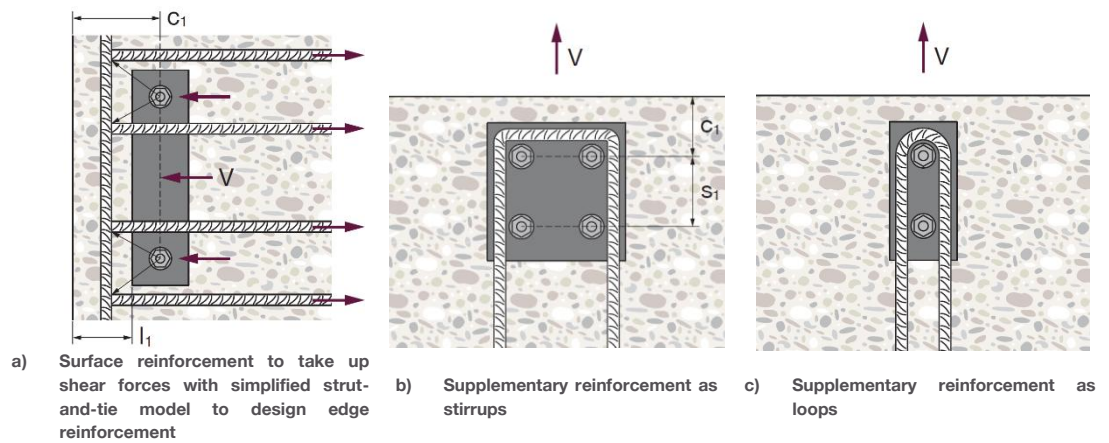 C1
V
l1
a) Surface reinforcement to take up
shear forces with simplified strut-
and-tie model to design edge
reinforcement
V
C1
S1
b) Supplementary reinforcement as
stirrups
V
c) Supplementary reinforcement as
loops